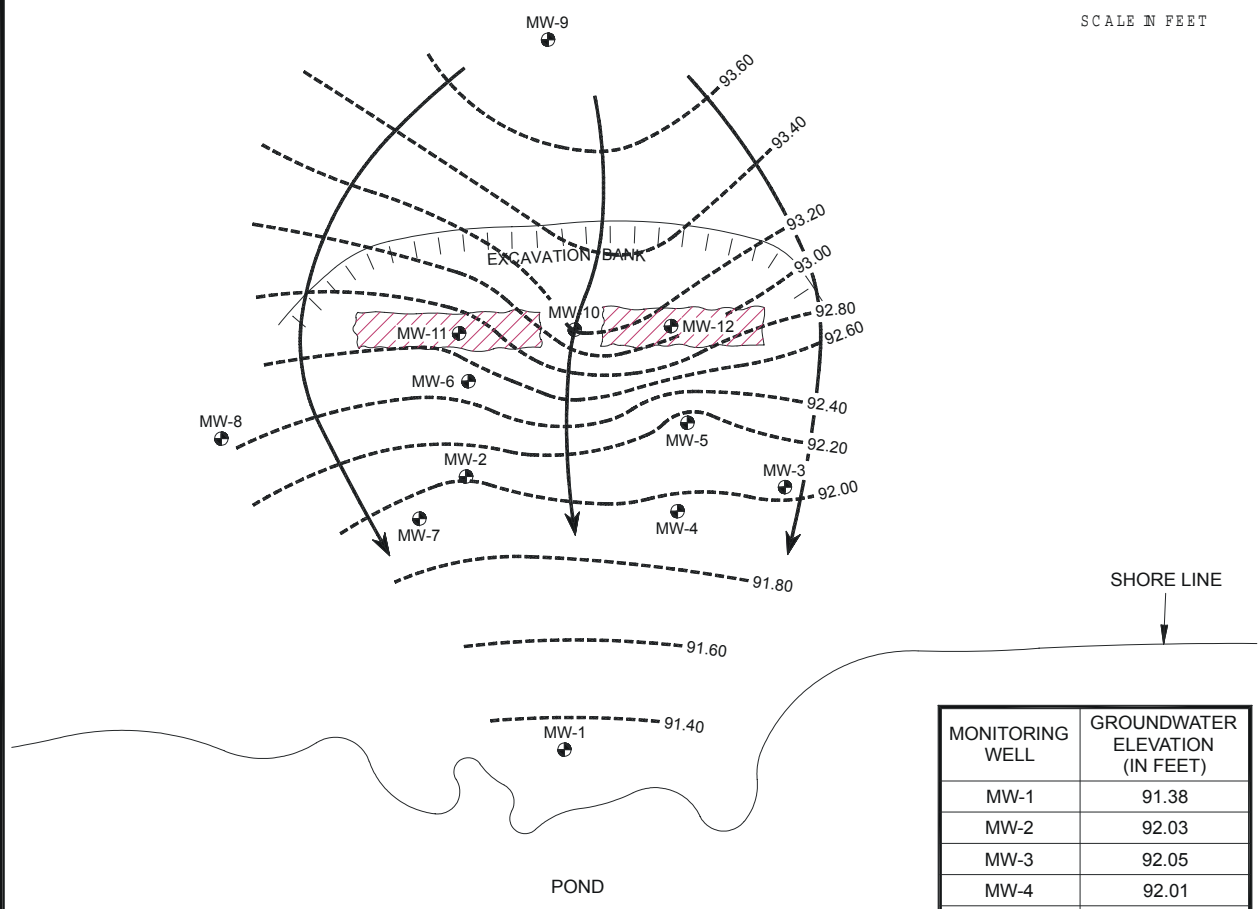 MW-9
SCALE IN FEET
93.60
93.40
93.20
EXCAVATION BANK
93.00
MW-10
92.80
MW-11
MW-12
92.60
MW-6
92.40
MW-8
MW-5
92.20
MW-2
MW-3
92.00
MW-7
MW-4
91.80
SHORE LINE
91.60
91.40
MW-1
MONITORING WELL
GROUNDWATER ELEVATION (IN FEET)
MW-1 91.38
MW-2 92.03
MW-3 92.05
MW-4 92.01
POND